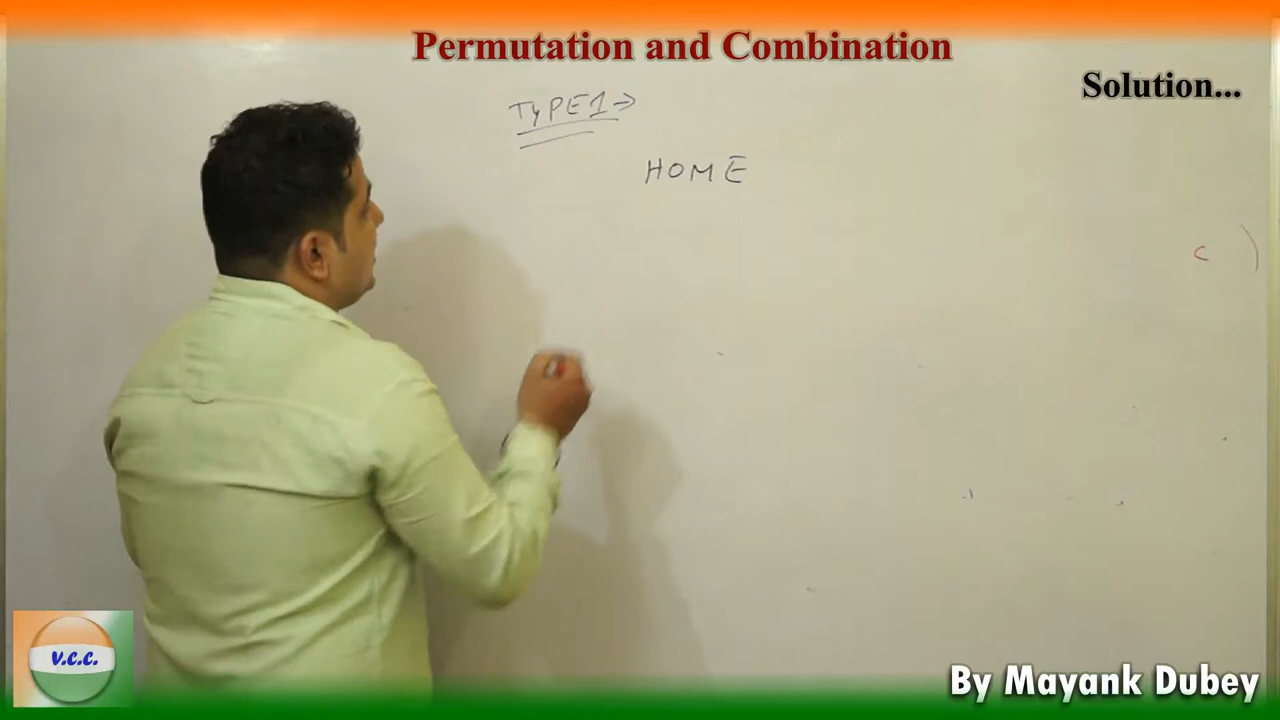 Permutation and Combination
Solution...
TYPE1→
HOME
c )
V.C.C.
By Mayank Dubey